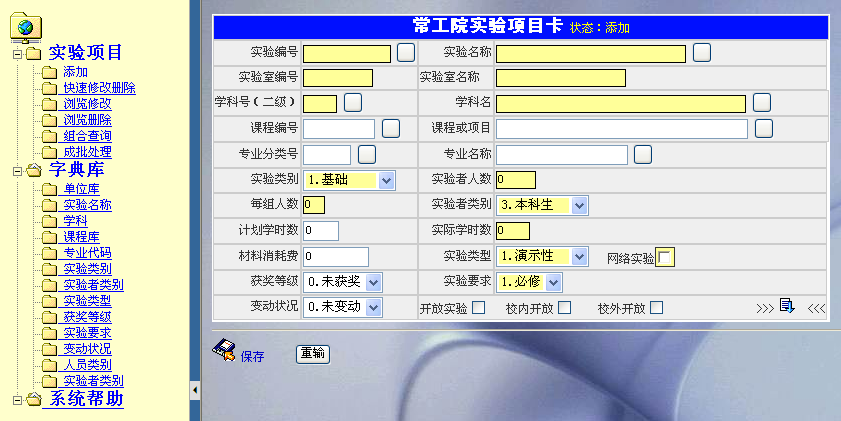 实验项目
添加
快速修改删除
浏览修改
浏览删除
组合查询
成批处理
字典库
单位库
实验名称
学科
课程库
专业代码
实验类别
实验者类别
实验类型
获奖等级
实验要求
变动状况
人员类别
实验者类别
系统帮助
常工院实验项目卡 状态：添加
实验编号 实验名称
实验室编号 实验室名称
学科号（二级） 学科名
课程编号 课程或项目
专业分类号 专业名称
实验类别 1.基础 实验者人数 0
每组人数 0 实验者类别 3.本科生
计划学时数 0 实际学时数 0
材料消耗费 0 实验类型 1.演示性 网络实验
获奖等级 0.未获奖 实验要求 1.必修
变动状况 0.未变动 开放实验 校内开放 校外开放 >>> <<<
保存 重输